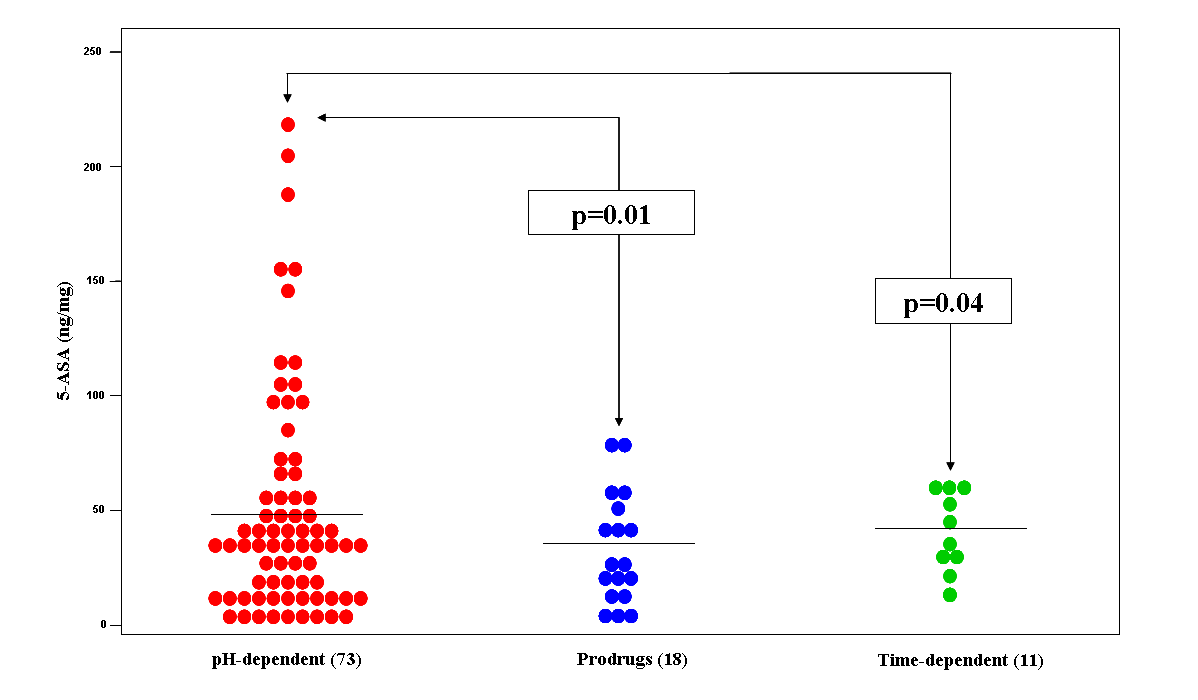 250
200
150
100
50
0
5-ASA (ng/mg)
p=0.01
p=0.04
pH-dependent (73)
Prodrugs (18)
Time-dependent (11)